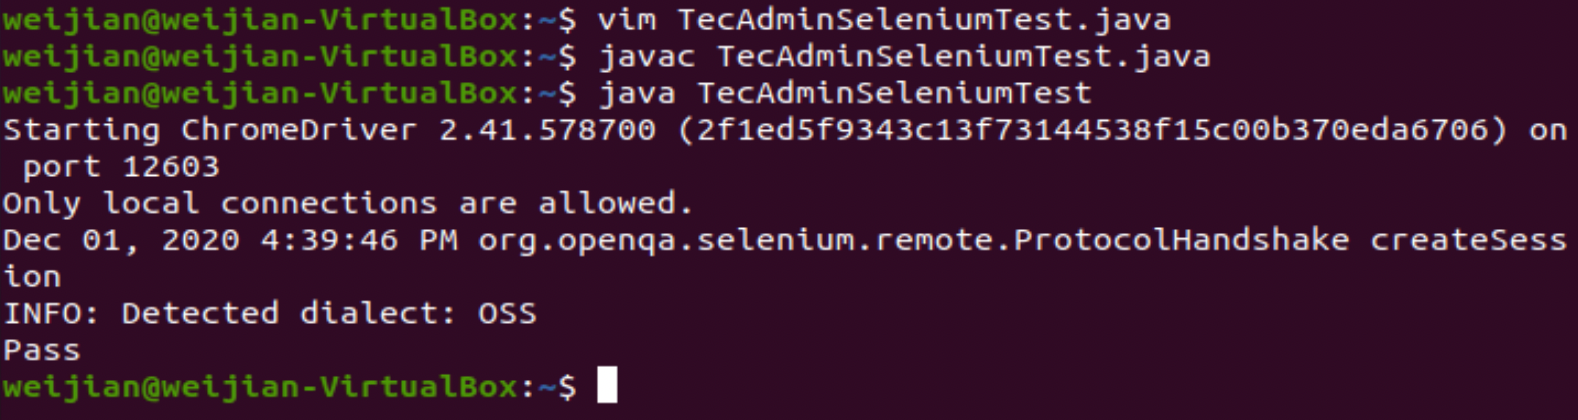 weijian@weijian-VirtualBox:~$ vim TecAdminSeleniumTest.java
weijian@weijian-VirtualBox:~$ javac TecAdminSeleniumTest.java
weijian@weijian-VirtualBox:~$ java TecAdminSeleniumTest
Starting ChromeDriver 2.41.578700 (2f1ed5f9343c13f73144538f15c00b370eda6706) on
 port 12603
Only local connections are allowed.
Dec 01, 2020 4:39:46 PM org.openqa.selenium.remote.ProtocolHandshake createSess
ion
INFO: Detected dialect: OSS
Pass
weijian@weijian-VirtualBox:~$